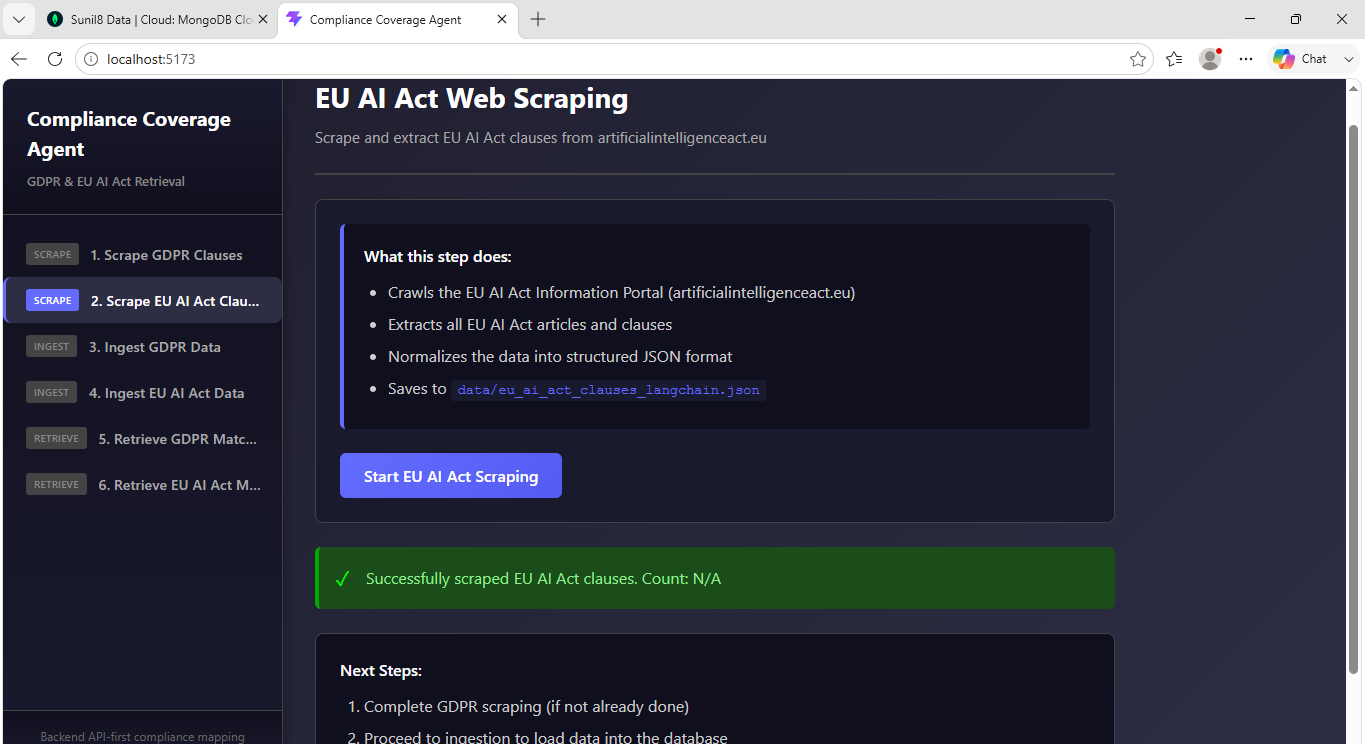 Sunil8 Data | Cloud: MongoDB Clo
Compliance Coverage Agent
localhost:5173
Chat
Compliance Coverage
Agent
GDPR & EU AI Act Retrieval
SCRAPE 1. Scrape GDPR Clauses
SCRAPE 2. Scrape EU AI Act Clau...
INGEST 3. Ingest GDPR Data
INGEST 4. Ingest EU AI Act Data
RETRIEVE 5. Retrieve GDPR Matc...
RETRIEVE 6. Retrieve EU AI Act M...
Backend API-first compliance mapping
EU AI Act Web Scraping
Scrape and extract EU AI Act clauses from artificialintelligenceact.eu
What this step does:
• Crawls the EU AI Act Information Portal (artificialintelligenceact.eu)
• Extracts all EU AI Act articles and clauses
• Normalizes the data into structured JSON format
• Saves to data/eu_ai_act_clauses_langchain.json
Start EU AI Act Scraping
✓ Successfully scraped EU AI Act clauses. Count: N/A
Next Steps:
1. Complete GDPR scraping (if not already done)
2. Proceed to ingestion to load data into the database